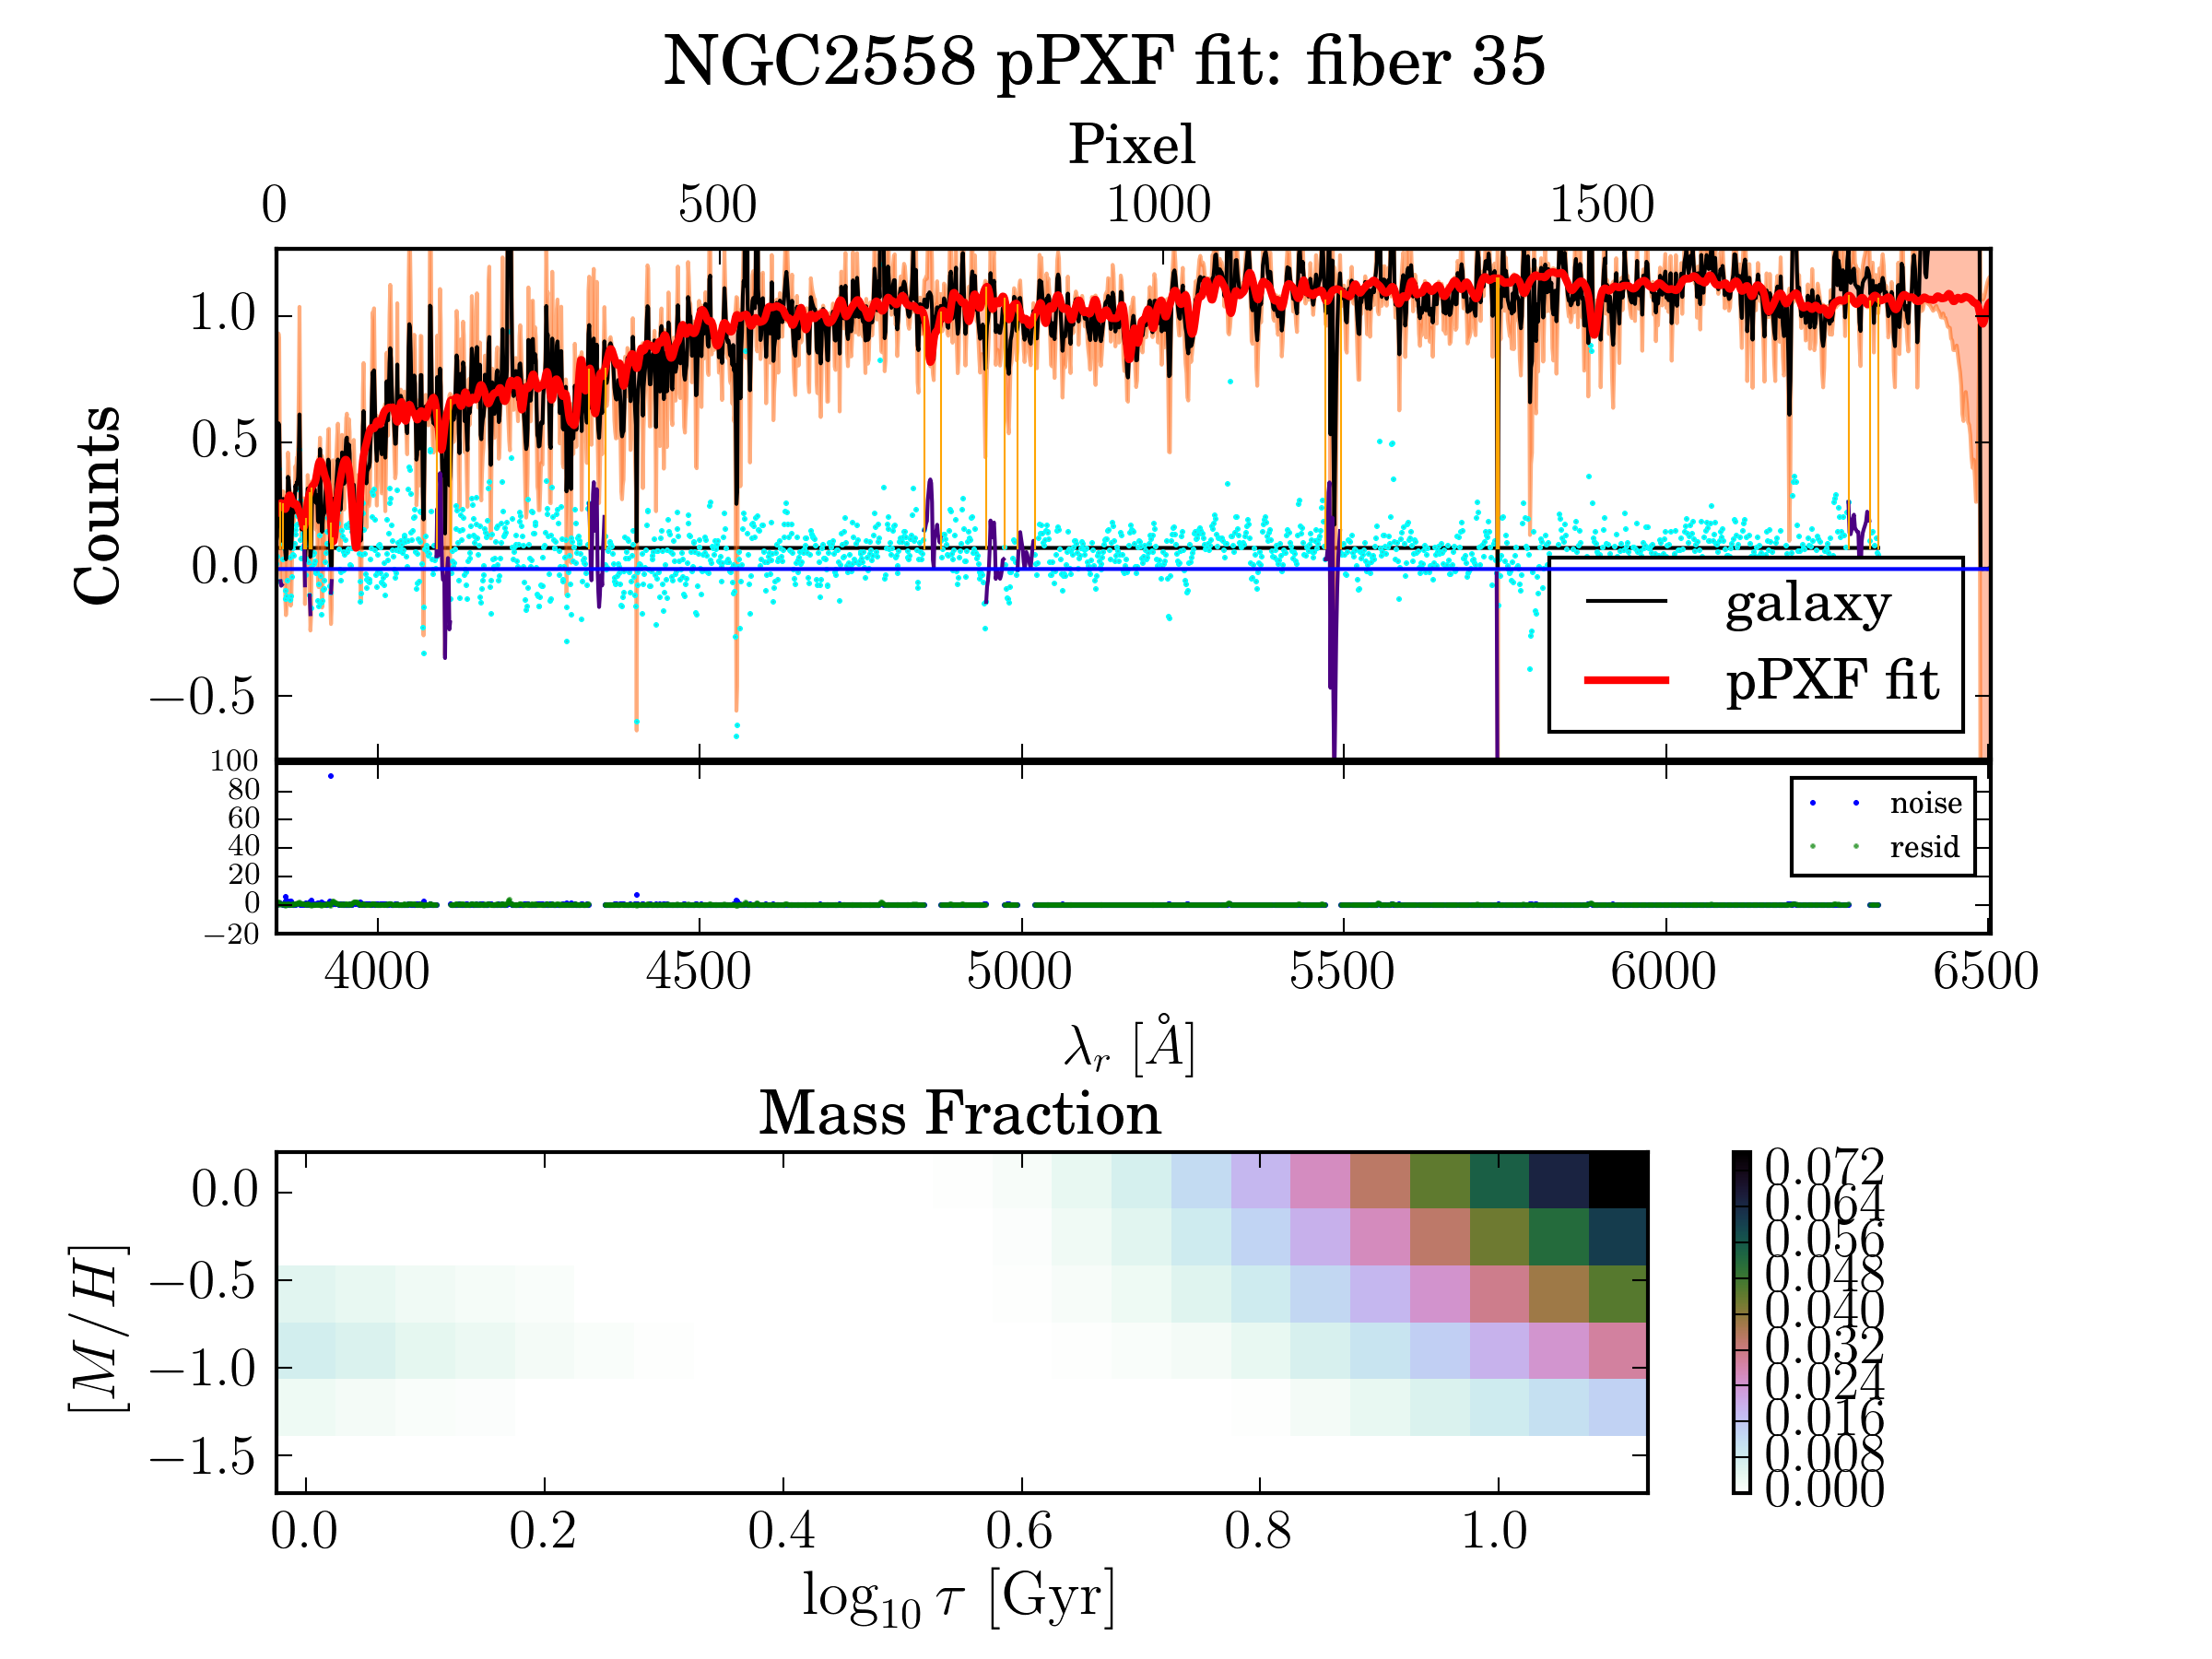 NGC2558 pPXF fit: fiber 35
Pixel
0 500 1000 1500
1.0
0.5
0.0
−0.5
Counts
galaxy
pPXF fit
100
80
60
40
20
0
−20
noise
resid
4000 4500 5000 5500 6000 6500
λr [Å]
Mass Fraction
0.0
−0.5
−1.0
−1.5
[M/H]
0.0 0.2 0.4 0.6 0.8 1.0
log10 τ [Gyr]
0.072
0.064
0.056
0.048
0.040
0.032
0.024
0.016
0.008
0.000